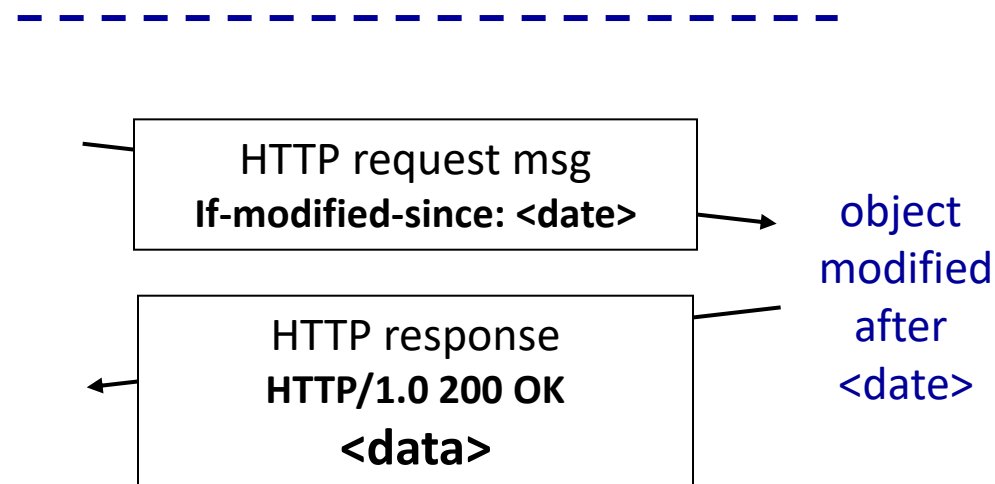 HTTP request msg
If-modified-since: <date>
object
modified
after
<date>
HTTP response
HTTP/1.0 200 OK
<data>